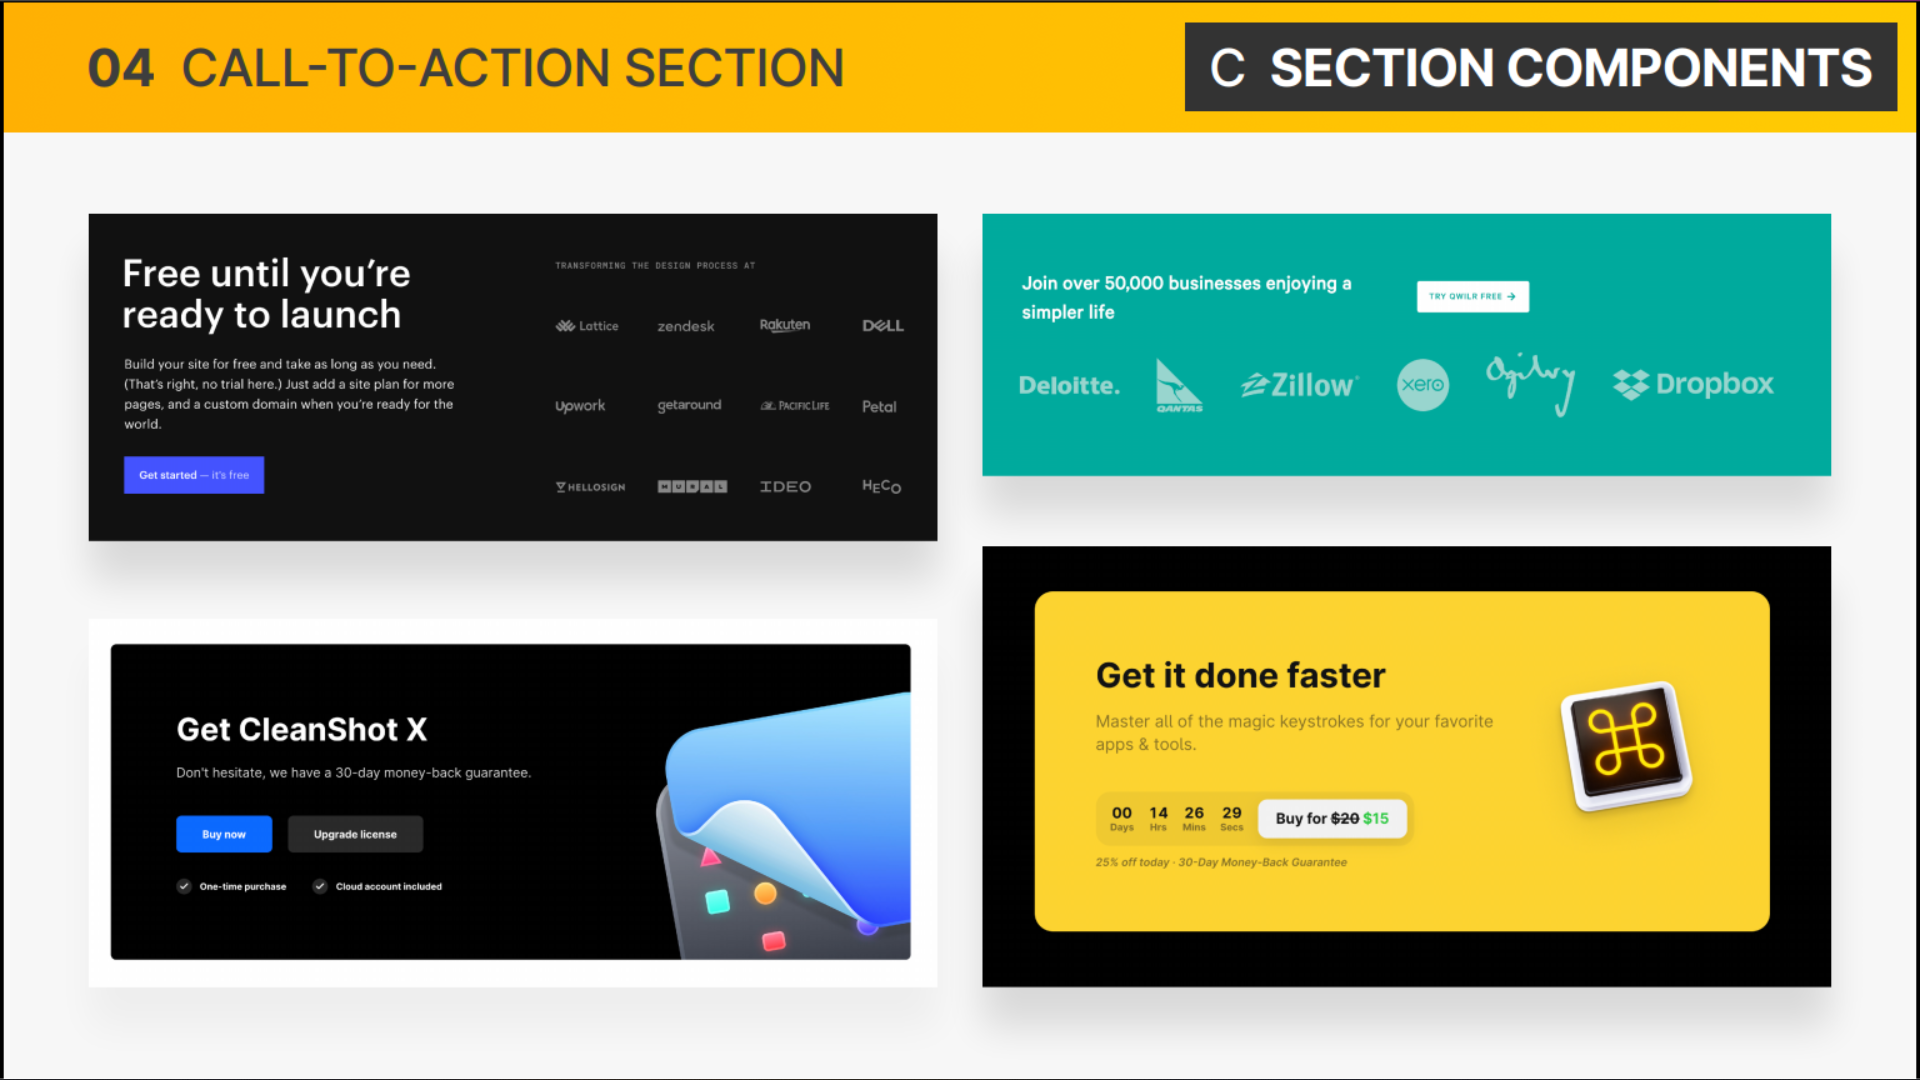 04 CALL-TO-ACTION SECTION
C SECTION COMPONENTS
Free until you're
ready to launch
Build your site for free and take as long as you need.
(That's right, no trial here.) Just add a site plan for more
pages, and a custom domain when you're ready for the
world.
Get started — it's free
TRANSFORMING THE DESIGN PROCESS AT
Lattice zendesk Rakuten DELL
Upwork getaround PACIFIC LIFE Petal
HELLOSIGN MURAL IDEO HECO
Join over 50,000 businesses enjoying a
simpler life
TRY QWILR FREE →
Deloitte. QANTAS Zillow® xero Ogilvy Dropbox
Get CleanShot X
Don't hesitate, we have a 30-day money-back guarantee.
Buy now Upgrade license
One-time purchase Cloud account included
Get it done faster
Master all of the magic keystrokes for your favorite
apps & tools.
00 14 26 29
Days Hrs Mins Secs
Buy for $20 $15
25% off today · 30-Day Money-Back Guarantee